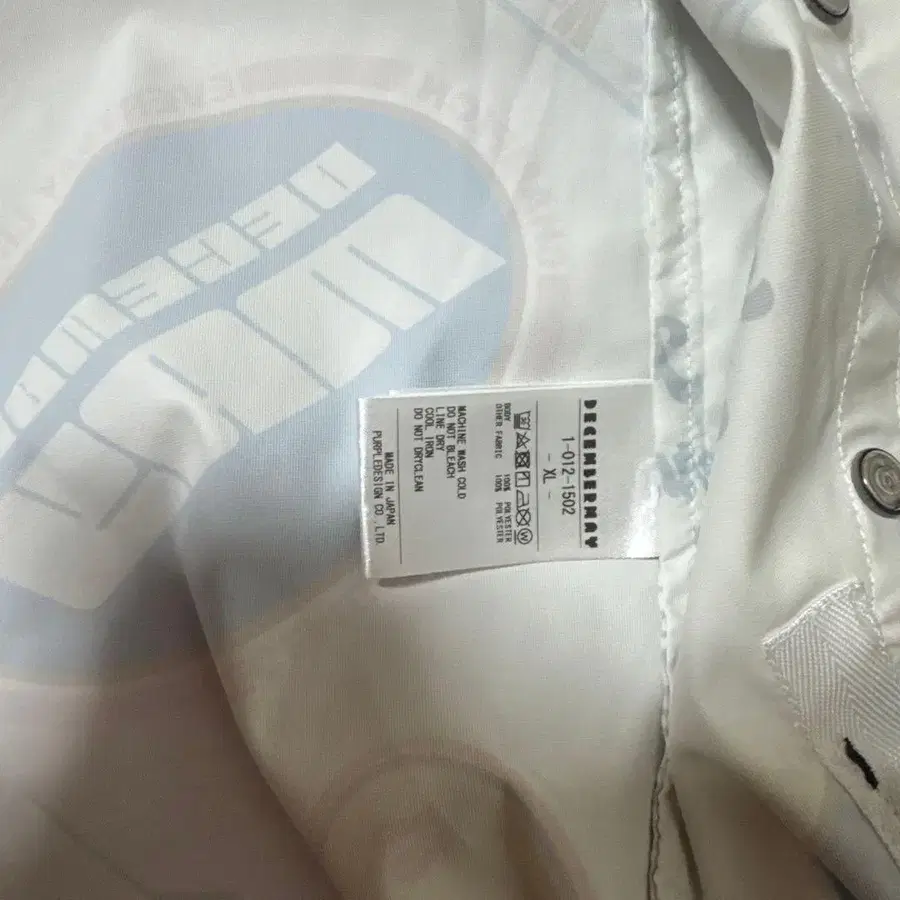 DECEMBERMAY
1-012-1502
- XL -
BODY 100% POLYESTER
OTHER FABRIC 100% POLYESTER
MACHINE WASH COLD
DO NOT BLEACH
LINE DRY
COOL IRON
DO NOT DRYCLEAN
MADE IN JAPAN
PURPLEDESIGN CO.,LTD.